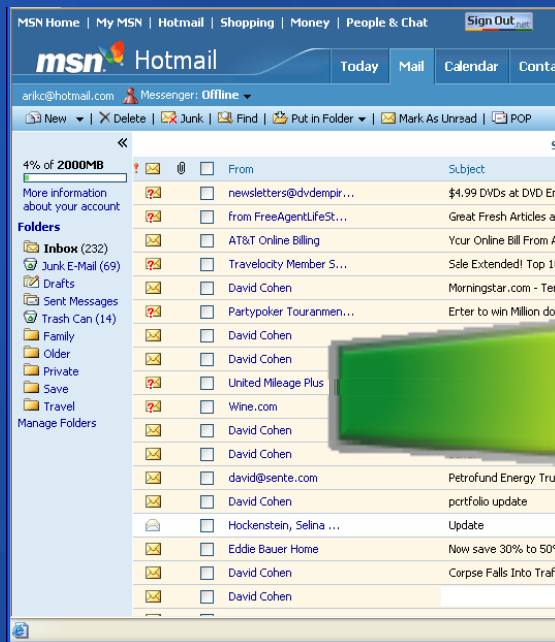 MSN Home | My MSN | Hotmail | Shopping | Money | People & Chat Sign Out .net
msn Hotmail
Today Mail Calendar Conta
arikc@hotmail.com Messenger: Offline
New | Delete | Junk | Find | Put in Folder | Mark As Unread | POP
4% of 2000MB
More information
about your account
Folders
Inbox (232)
Junk E-Mail (69)
Drafts
Sent Messages
Trash Can (14)
Family
Older
Private
Save
Travel
Manage Folders
From Subject
newsletters@dvdempir... $4.99 DVDs at DVD Em
from FreeAgentLifeSt... Great Fresh Articles a
AT&T Online Billing Your Online Bill From A
Travelocity Member S... Sale Extended! Top 1
David Cohen Morningstar.com - Ter
Partypoker Touranmen... Enter to win Million do
David Cohen
David Cohen
United Mileage Plus
Wine.com
David Cohen
David Cohen
david@sente.com Petrofund Energy Tru
David Cohen portfolio update
Hockenstein, Selina ... Update
Eddie Bauer Home Now save 30% to 50%
David Cohen Corpse Falls Into Traf
David Cohen